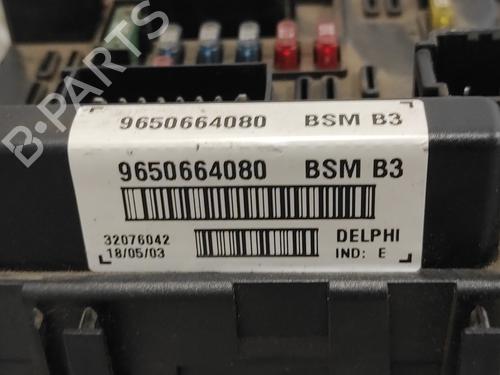 9650664080 BSM B3
9650664080 BSM B3
32076042 DELPHI
18/05/03 IND: E
B-PARTS